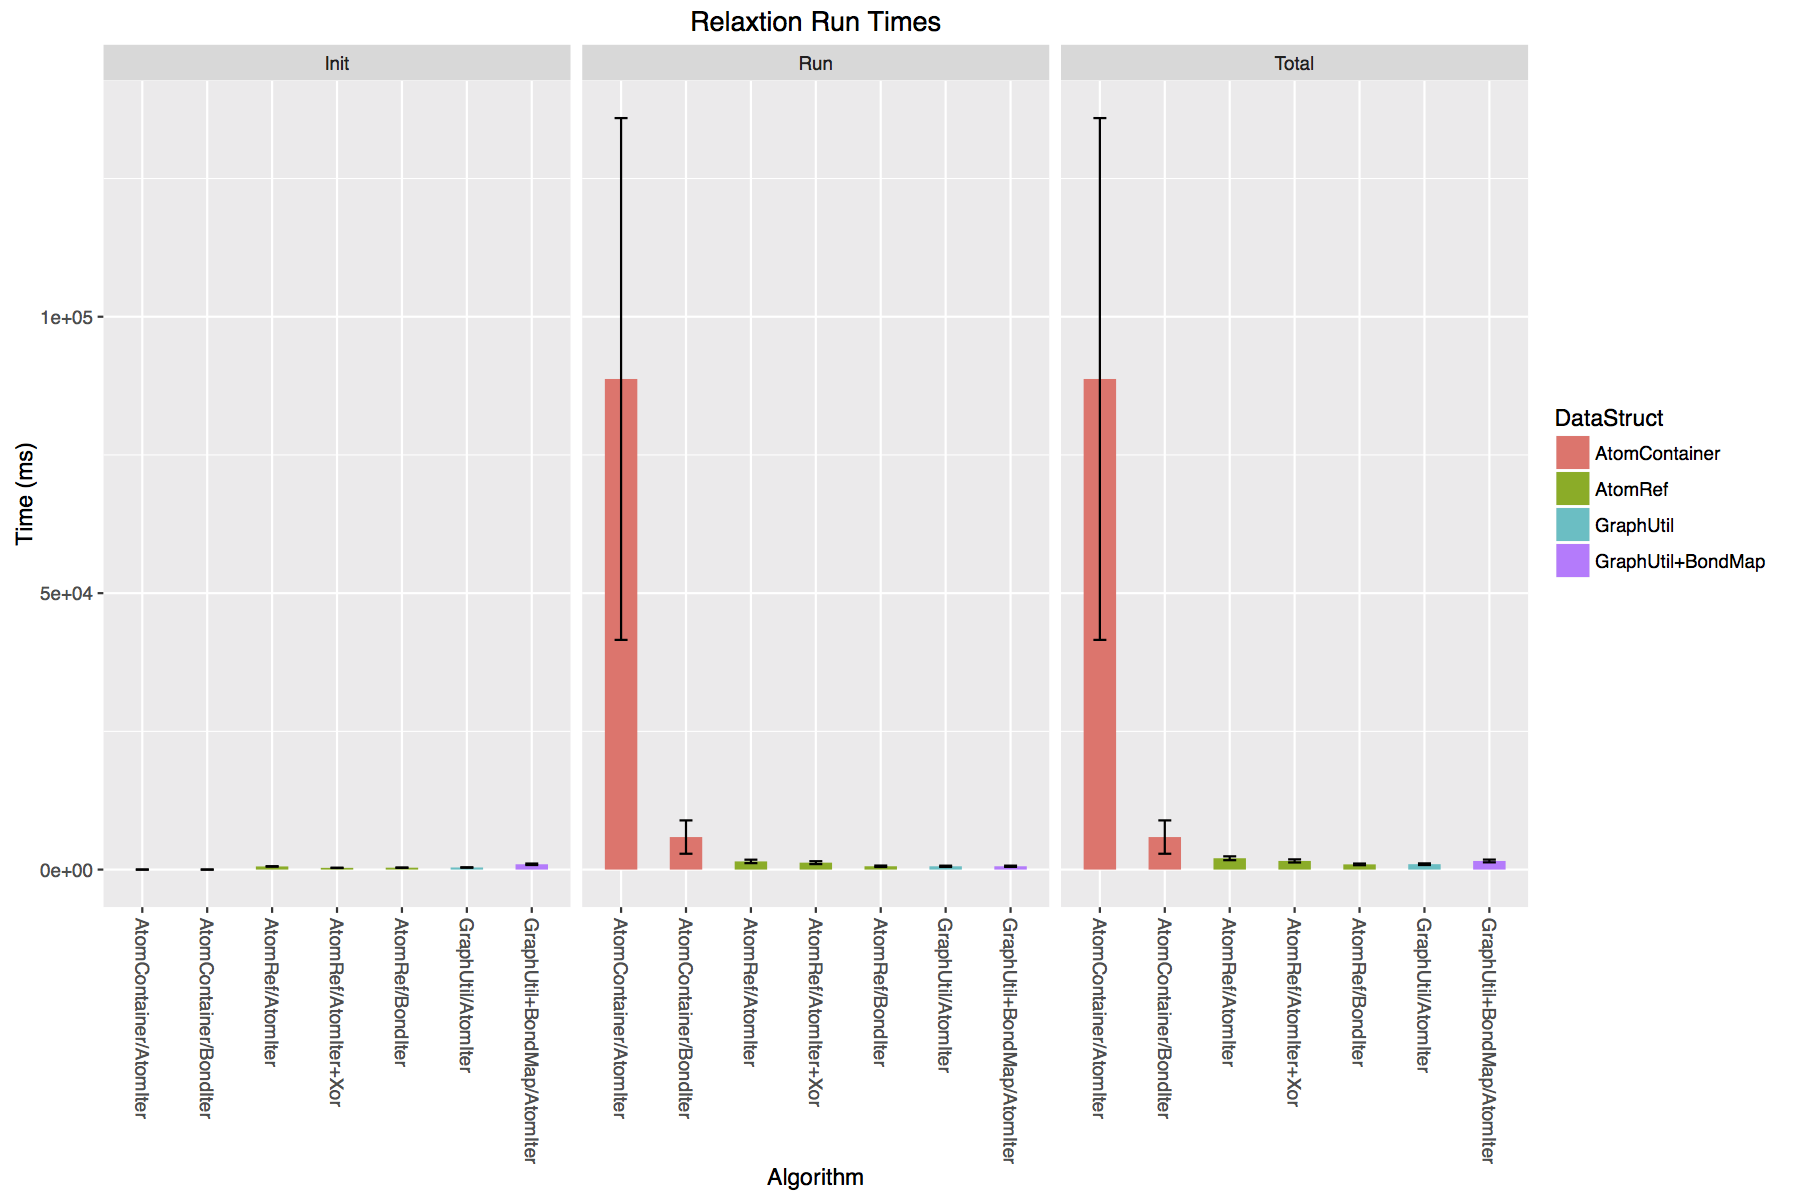 Relaxtion Run Times
Init
Run
Total
Time (ms)
1e+05
5e+04
0e+00
AtomContainer/AtomIter
AtomContainer/BondIter
AtomRef/AtomIter
AtomRef/AtomIter+Xor
AtomRef/BondIter
GraphUtil/AtomIter
GraphUtil+BondMap/AtomIter
AtomContainer/AtomIter
AtomContainer/BondIter
AtomRef/AtomIter
AtomRef/AtomIter+Xor
AtomRef/BondIter
GraphUtil/AtomIter
GraphUtil+BondMap/AtomIter
AtomContainer/AtomIter
AtomContainer/BondIter
AtomRef/AtomIter
AtomRef/AtomIter+Xor
AtomRef/BondIter
GraphUtil/AtomIter
GraphUtil+BondMap/AtomIter
Algorithm
DataStruct
AtomContainer
AtomRef
GraphUtil
GraphUtil+BondMap